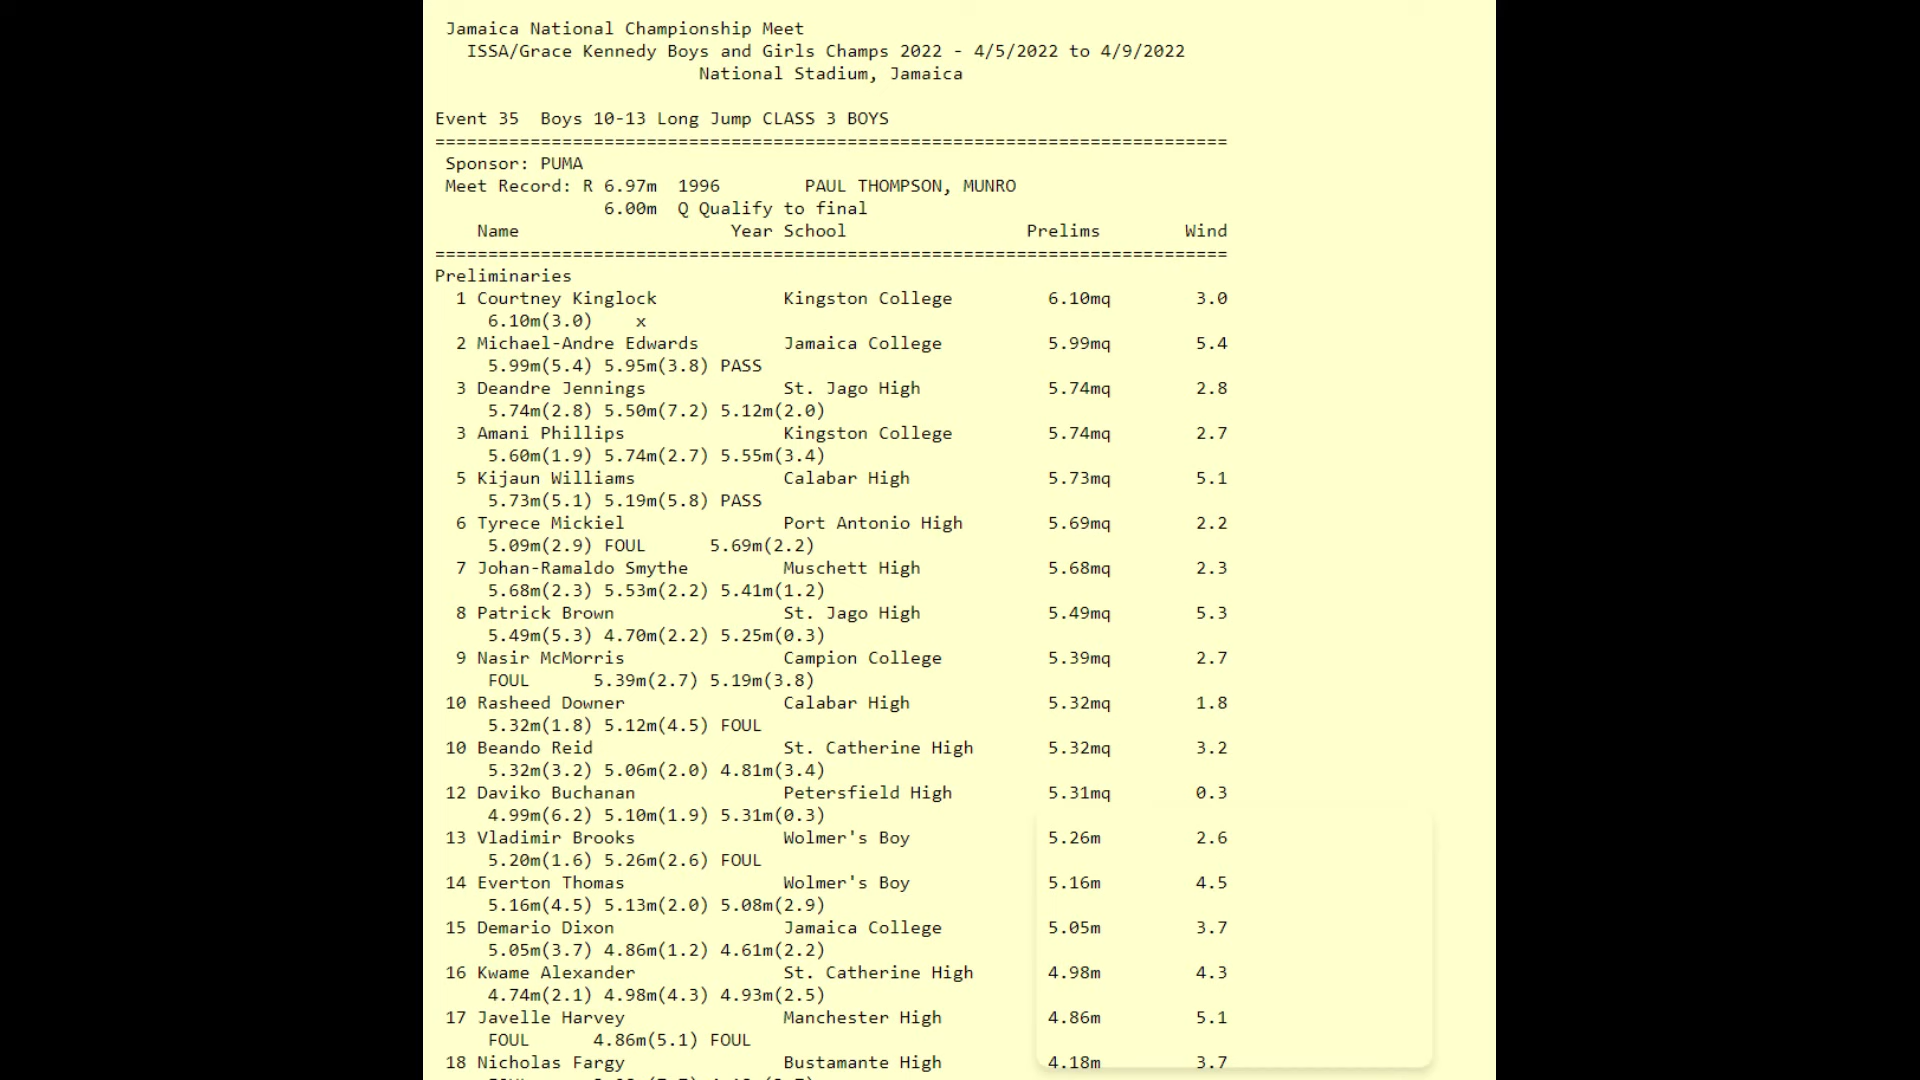 Jamaica National Championship Meet
ISSA/Grace Kennedy Boys and Girls Champs 2022 - 4/5/2022 to 4/9/2022
National Stadium, Jamaica
Event 35  Boys 10-13 Long Jump CLASS 3 BOYS
===========================================================================
Sponsor: PUMA
Meet Record: R 6.97m  1996        PAUL THOMPSON, MUNRO
6.00m  Q Qualify to final
Name                    Year School                 Prelims        Wind
===========================================================================
Preliminaries
1 Courtney Kinglock            Kingston College         6.10mq        3.0
6.10m(3.0)    x
2 Michael-Andre Edwards        Jamaica College          5.99mq        5.4
5.99m(5.4) 5.95m(3.8) PASS
3 Deandre Jennings             St. Jago High            5.74mq        2.8
5.74m(2.8) 5.50m(7.2) 5.12m(2.0)
3 Amani Phillips               Kingston College         5.74mq        2.7
5.60m(1.9) 5.74m(2.7) 5.55m(3.4)
5 Kijaun Williams              Calabar High             5.73mq        5.1
5.73m(5.1) 5.19m(5.8) PASS
6 Tyrece Mickiel               Port Antonio High        5.69mq        2.2
5.09m(2.9) FOUL      5.69m(2.2)
7 Johan-Ramaldo Smythe         Muschett High            5.68mq        2.3
5.68m(2.3) 5.53m(2.2) 5.41m(1.2)
8 Patrick Brown                St. Jago High            5.49mq        5.3
5.49m(5.3) 4.70m(2.2) 5.25m(0.3)
9 Nasir McMorris               Campion College          5.39mq        2.7
FOUL      5.39m(2.7) 5.19m(3.8)
10 Rasheed Downer               Calabar High             5.32mq        1.8
5.32m(1.8) 5.12m(4.5) FOUL
10 Beando Reid                  St. Catherine High       5.32mq        3.2
5.32m(3.2) 5.06m(2.0) 4.81m(3.4)
12 Daviko Buchanan              Petersfield High         5.31mq        0.3
4.99m(6.2) 5.10m(1.9) 5.31m(0.3)
13 Vladimir Brooks              Wolmer's Boy             5.26m         2.6
5.20m(1.6) 5.26m(2.6) FOUL
14 Everton Thomas               Wolmer's Boy             5.16m         4.5
5.16m(4.5) 5.13m(2.0) 5.08m(2.9)
15 Demario Dixon                Jamaica College          5.05m         3.7
5.05m(3.7) 4.86m(1.2) 4.61m(2.2)
16 Kwame Alexander              St. Catherine High       4.98m         4.3
4.74m(2.1) 4.98m(4.3) 4.93m(2.5)
17 Javelle Harvey               Manchester High          4.86m         5.1
FOUL      4.86m(5.1) FOUL
18 Nicholas Fargy               Bustamante High          4.18m         3.7